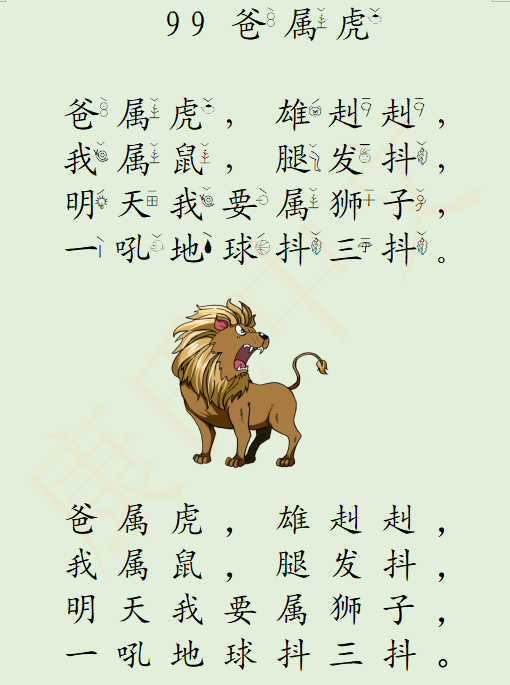 99 爸属虎
爸属虎，雄赳赳，
我属鼠，腿发抖，
明天我要属狮子，
一吼地球抖三抖。
爸属虎，雄赳赳，
我属鼠，腿发抖，
明天我要属狮子，
一吼地球抖三抖。